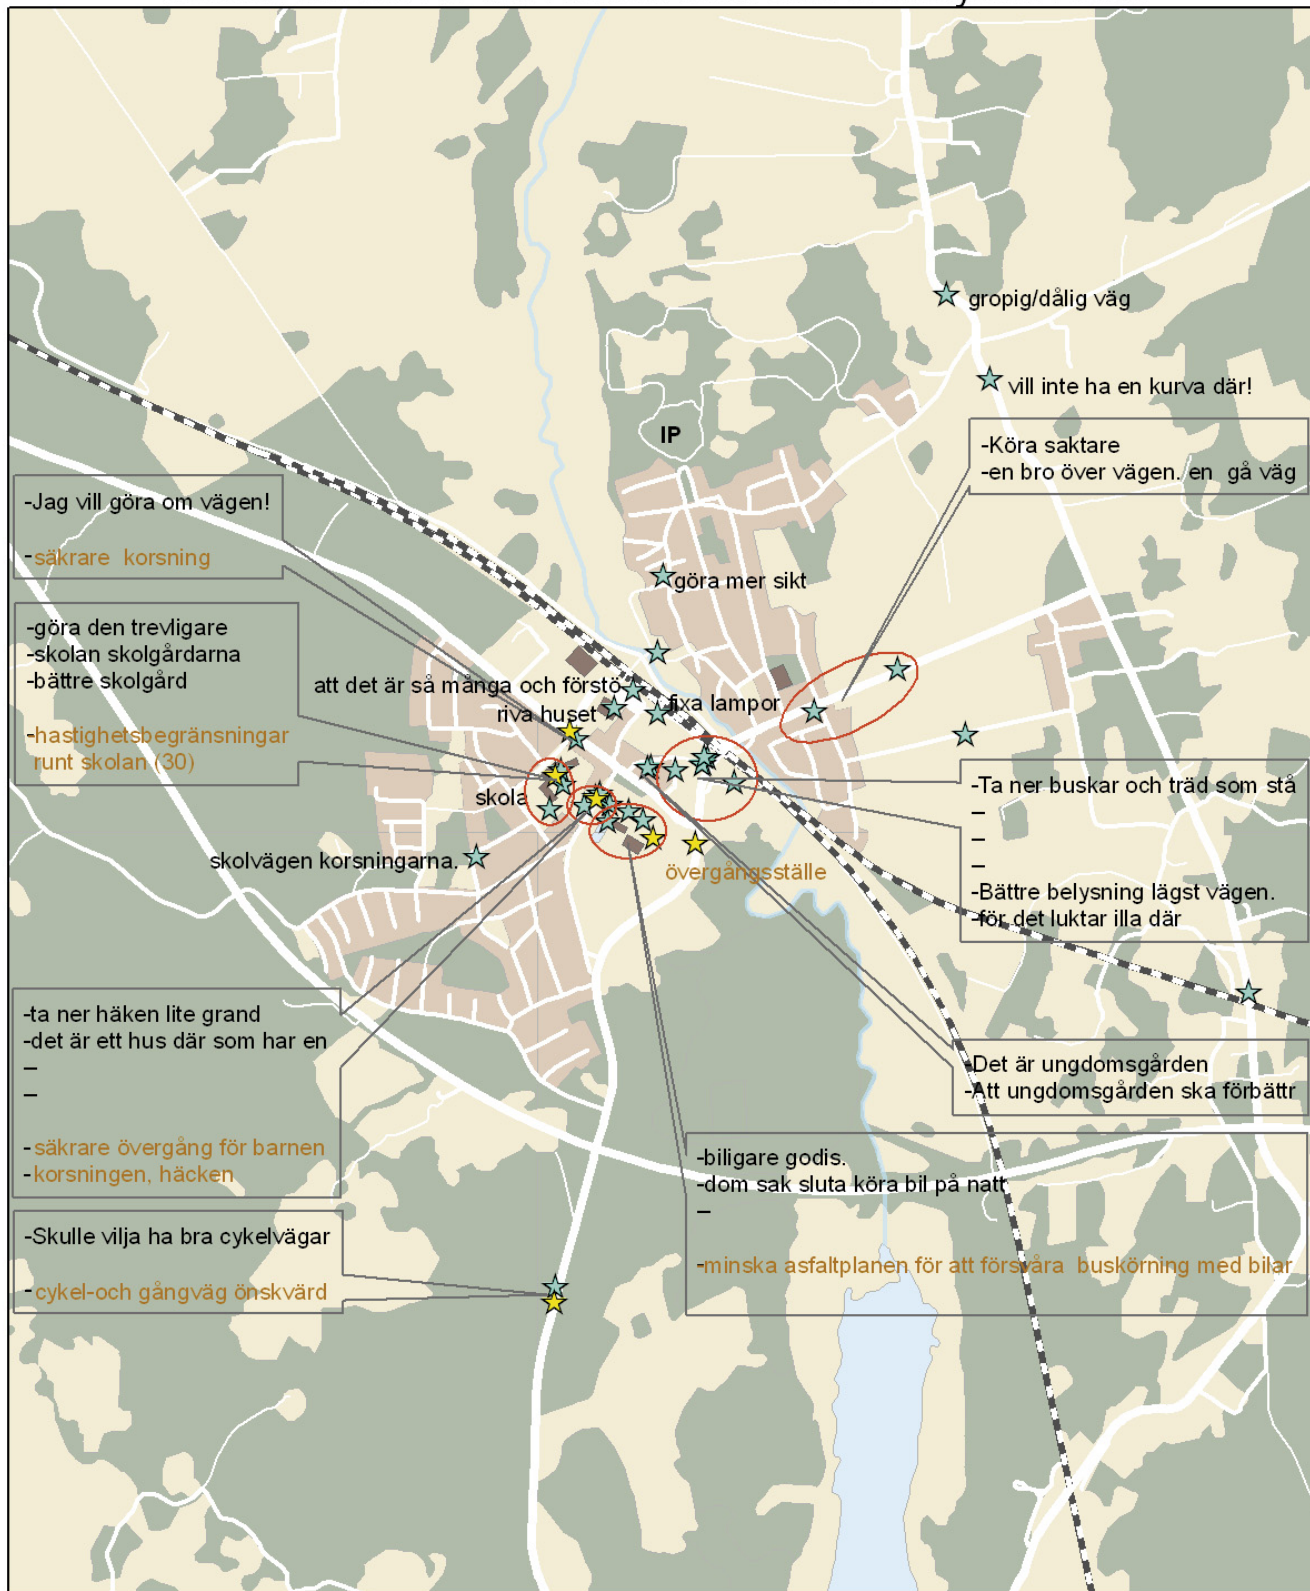 gropig/dålig väg
vill inte ha en kurva där!
IP
-Köra saktare
-en bro över vägen. en gå väg
-Jag vill göra om vägen!
-säkrare korsning
göra mer sikt
-göra den trevligare
-skolan skolgårdarna
-bättre skolgård
-hastighetsbegränsningar
runt skolan (30)
att det är så många och förstö
fixa lampor
riva huset
skola
skolvägen korsningarna.
övergångsställe
-Ta ner buskar och träd som stå
–
–
–
-Bättre belysning lägst vägen.
-för det luktar illa där
-ta ner häken lite grand
-det är ett hus där som har en
–
–
-säkrare övergång för barnen
-korsningen, häcken
-Det är ungdomsgården
-Att ungdomsgården ska förbättr
-biligare godis.
-dom sak sluta köra bil på natt
–
-minska asfaltplanen för att försvåra buskörning med bilar
-Skulle vilja ha bra cykelvägar
-cykel-och gångväg önskvärd